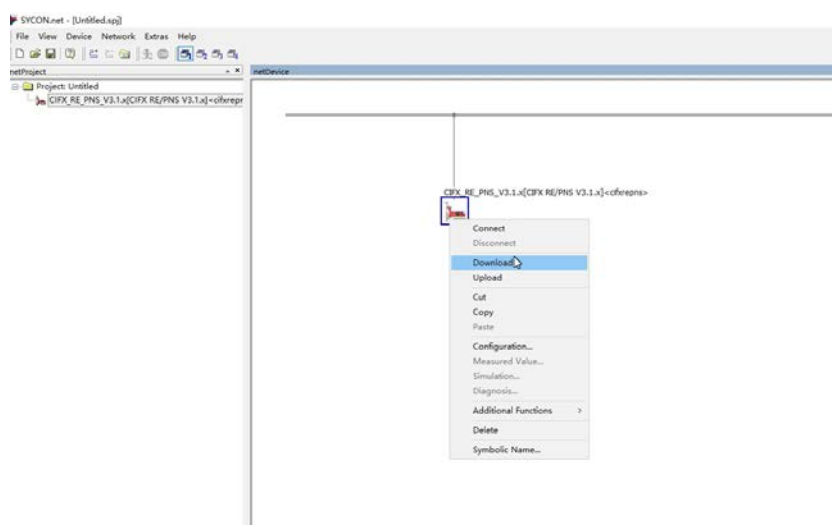 SYCON.net - [Untitled.spj]
File View Device Network Extras Help
netProject
netDevice
Project: Untitled
CIFX_RE_PNS_V3.1.x[CIFX RE/PNS V3.1.x]<cifxrepr
CIFX_RE_PNS_V3.1.x[CIFX RE/PNS V3.1.x]<cifxrepns>
Connect
Disconnect
Download
Upload
Cut
Copy
Paste
Configuration...
Measured Value...
Simulation...
Diagnosis...
Additional Functions >
Delete
Symbolic Name...